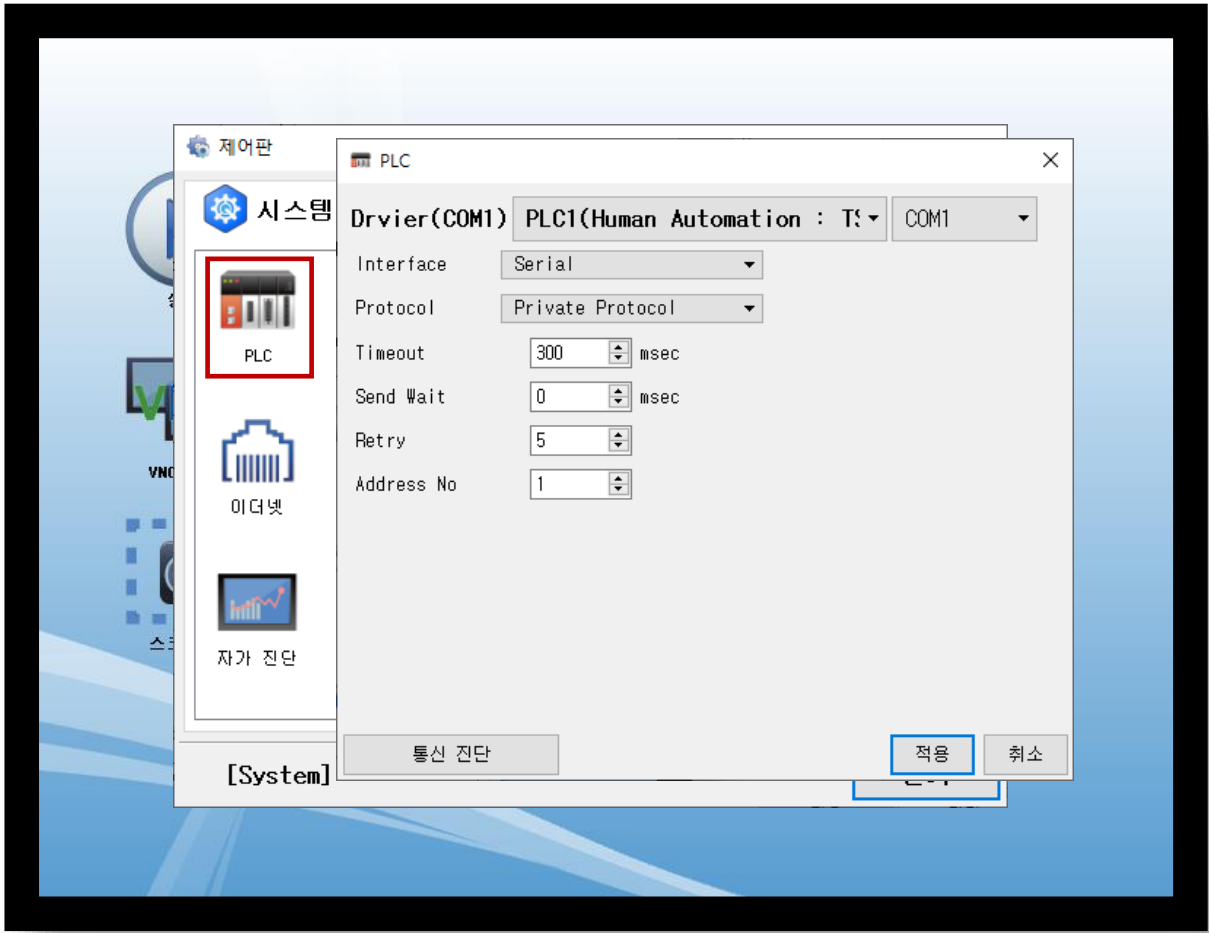 제어판
PLC
시스템
Drvier(COM1) PLC1(Human Automation : COM1
Interface Serial
Protocol Private Protocol
PLC
Timeout 300 msec
Send Wait 0 msec
Retry 5
VNC
Address No 1
이더넷
자가 진단
통신 진단 적용 취소
[System]